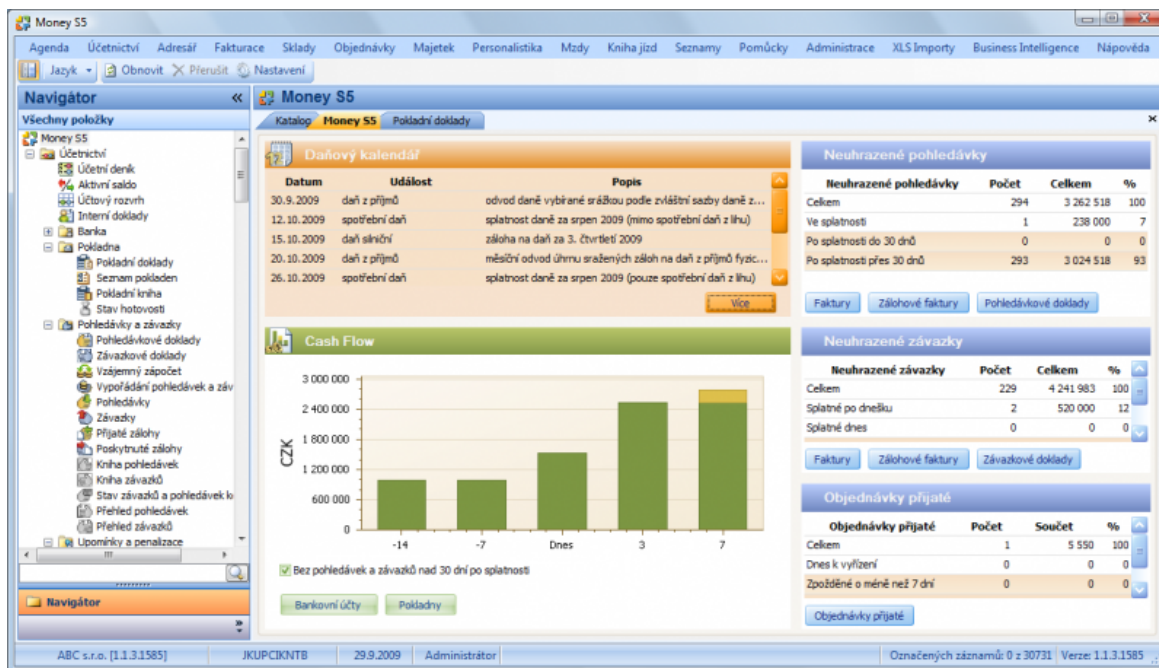 Money S5
Agenda Účetnictví Adresář Fakturace Sklady Objednávky Majetek Personalistika Mzdy Kniha jízd Seznamy Pomůcky Administrace XLS Importy Business Intelligence Nápověda
Jazyk Obnovit Přerušit Nastavení
Navigátor «
Všechny položky
Money S5
Účetnictví
Účetní deník
Aktivní saldo
Účtový rozvrh
Interní doklady
Banka
Pokladna
Pokladní doklady
Seznam pokladen
Pokladní kniha
Stav hotovosti
Pohledávky a závazky
Pohledávkové doklady
Závazkové doklady
Vzájemný zápočet
Vypořádání pohledávek a záv
Pohledávky
Závazky
Přijaté zálohy
Poskytnuté zálohy
Kniha pohledávek
Kniha závazků
Stav závazků a pohledávek k
Přehled pohledávek
Přehled závazků
Upomínky a penalizace
Navigátor
Money S5
Katalog Money S5 Pokladní doklady
Daňový kalendář
Datum Událost Popis
30.9.2009 daň z příjmů odvod daně vybírané srážkou podle zvláštní sazby daně z...
12.10.2009 spotřební daň splatnost daně za srpen 2009 (mimo spotřební daň z lihu)
15.10.2009 daň silniční záloha na daň za 3. čtvrtletí 2009
20.10.2009 daň z příjmů měsíční odvod úhrnu sražených záloh na daň z příjmů fyzic...
26.10.2009 spotřební daň splatnost daně za srpen 2009 (pouze spotřební daň z lihu)
Více
Cash Flow
3 000 000
2 400 000
1 800 000
1 200 000
600 000
0
CZK
-14 -7 Dnes 3 7
Bez pohledávek a závazků nad 30 dní po splatnosti
Bankovní účty Pokladny
Neuhrazené pohledávky
Neuhrazené pohledávky Počet Celkem %
Celkem 294 3 262 518 100
Ve splatnosti 1 238 000 7
Po splatnosti do 30 dnů 0 0 0
Po splatnosti přes 30 dnů 293 3 024 518 93
Faktury Zálohové faktury Pohledávkové doklady
Neuhrazené závazky
Neuhrazené závazky Počet Celkem %
Celkem 229 4 241 983 100
Splatné po dnešku 2 520 000 12
Splatné dnes 0 0 0
Faktury Zálohové faktury Závazkové doklady
Objednávky přijaté
Objednávky přijaté Počet Součet %
Celkem 1 5 550 100
Dnes k vyřízení 0 0 0
Zpožděné o méně než 7 dní 0 0 0
Objednávky přijaté
ABC s.r.o. [1.1.3.1585] JKUPCIKNTB 29.9.2009 Administrátor Označených záznamů: 0 z 30731 Verze: 1.1.3.1585